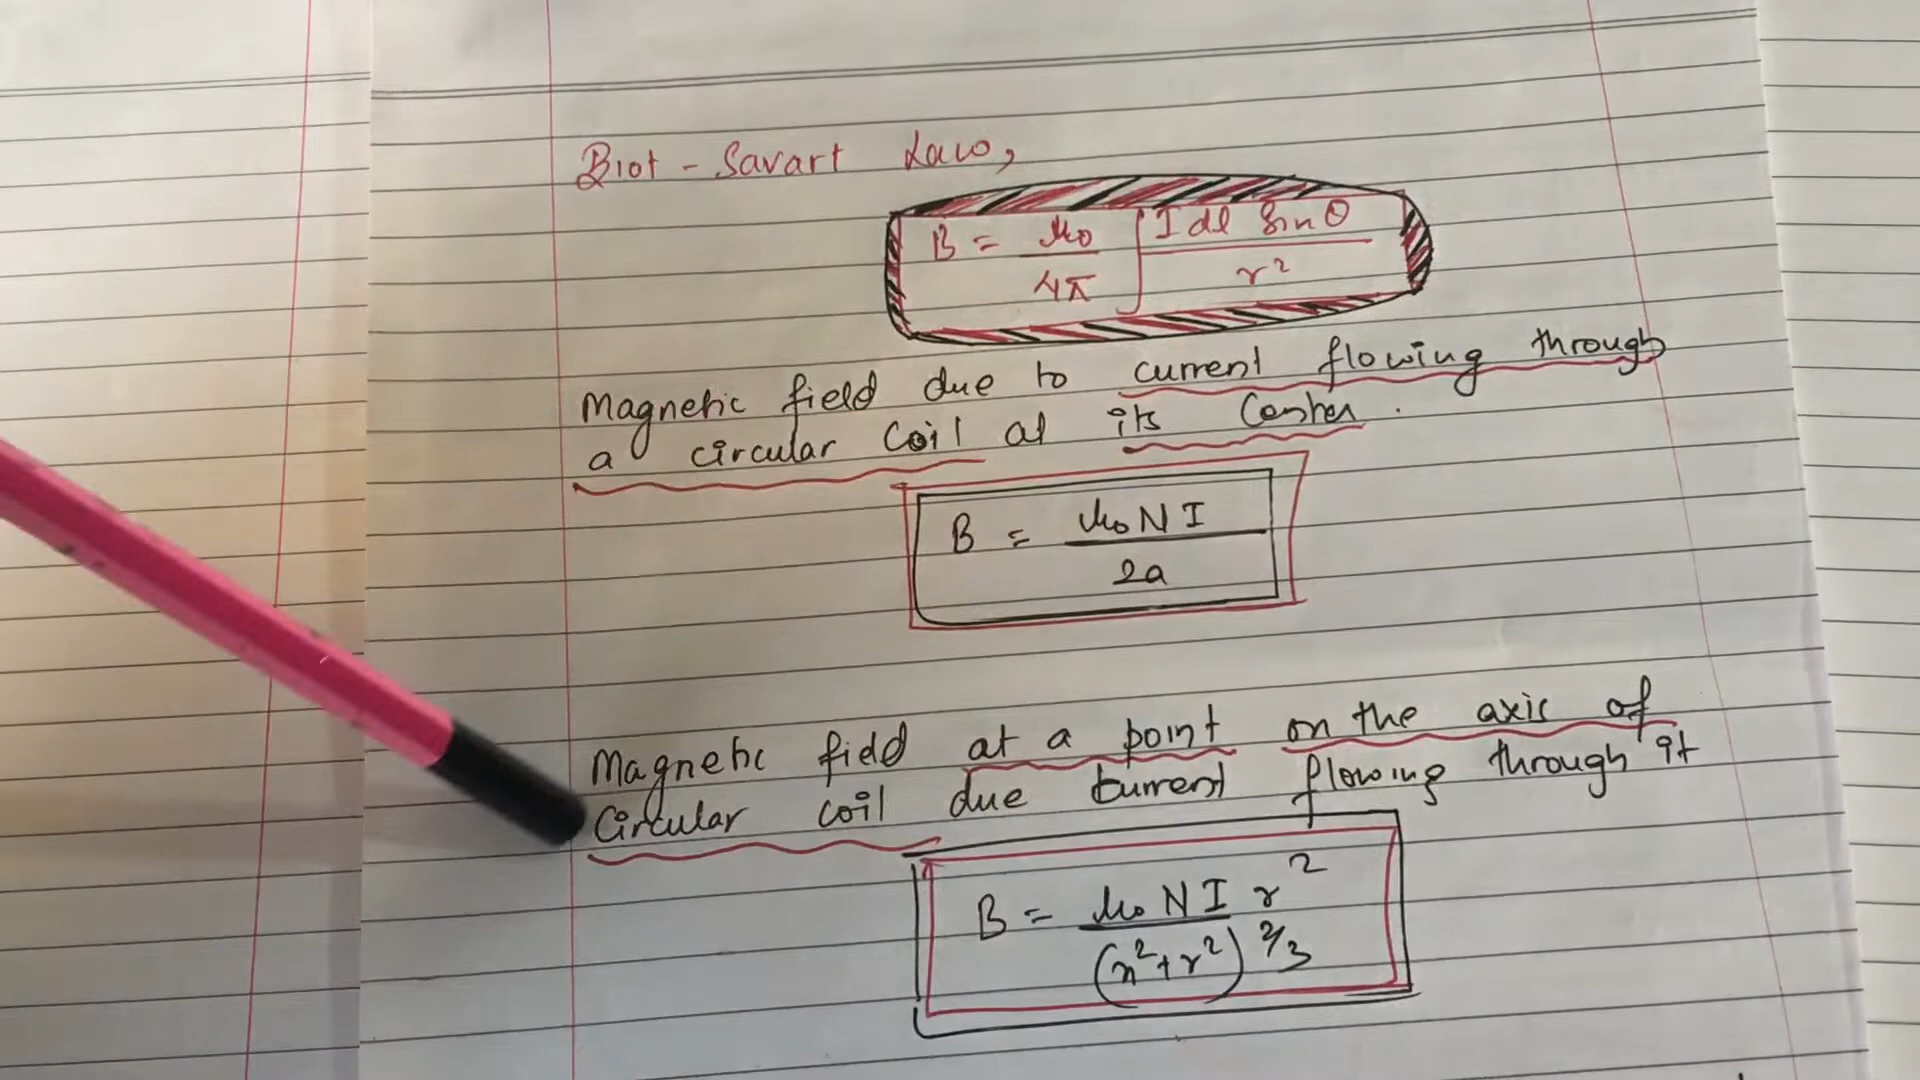 Biot - Savart Law,
B = μ₀/4π ∫ I dl Sin θ / r²
Magnetic field due to current flowing through
a circular coil at its Center.
B = μ₀ N I / 2a
Magnetic field at a point on the axis of
Circular coil due current flowing through it
B = μ₀ N I r² / (x² + r²) 2/3